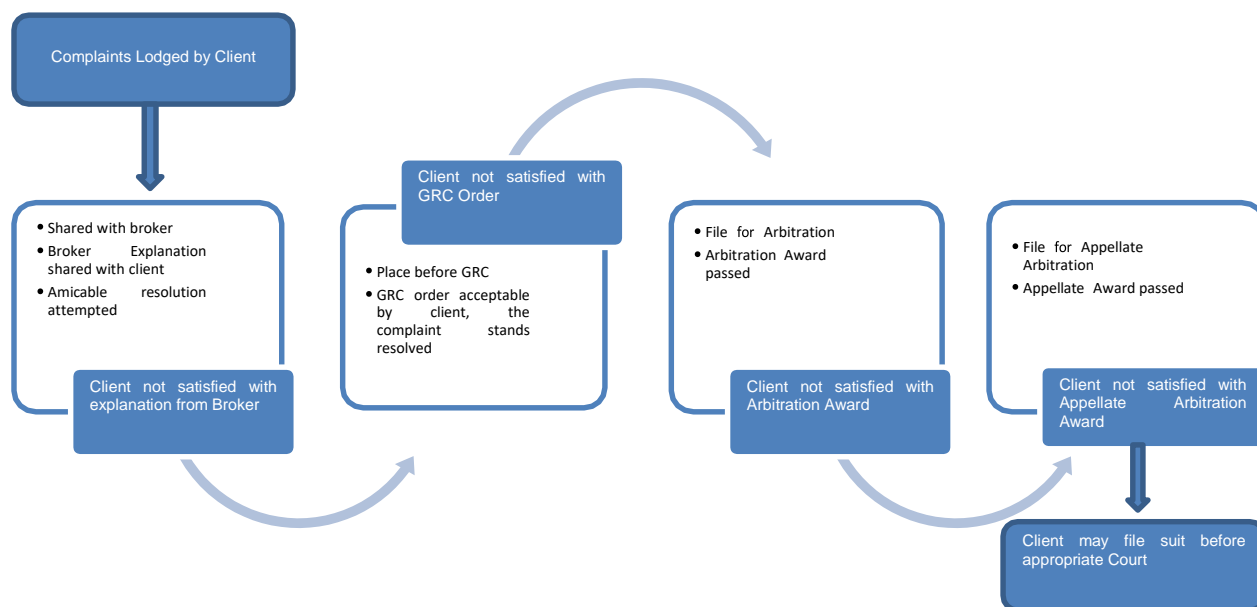 Complaints Lodged by Client
• Shared with broker
• Broker Explanation
shared with client
• Amicable resolution
attempted
Client not satisfied with
explanation from Broker
Client not satisfied with
GRC Order
• Place before GRC
• GRC order acceptable
by client, the
complaint stands
resolved
• File for Arbitration
• Arbitration Award
passed
Client not satisfied with
Arbitration Award
• File for Appellate
Arbitration
• Appellate Award passed
Client not satisfied with
Appellate Arbitration
Award
Client may file suit before
appropriate Court